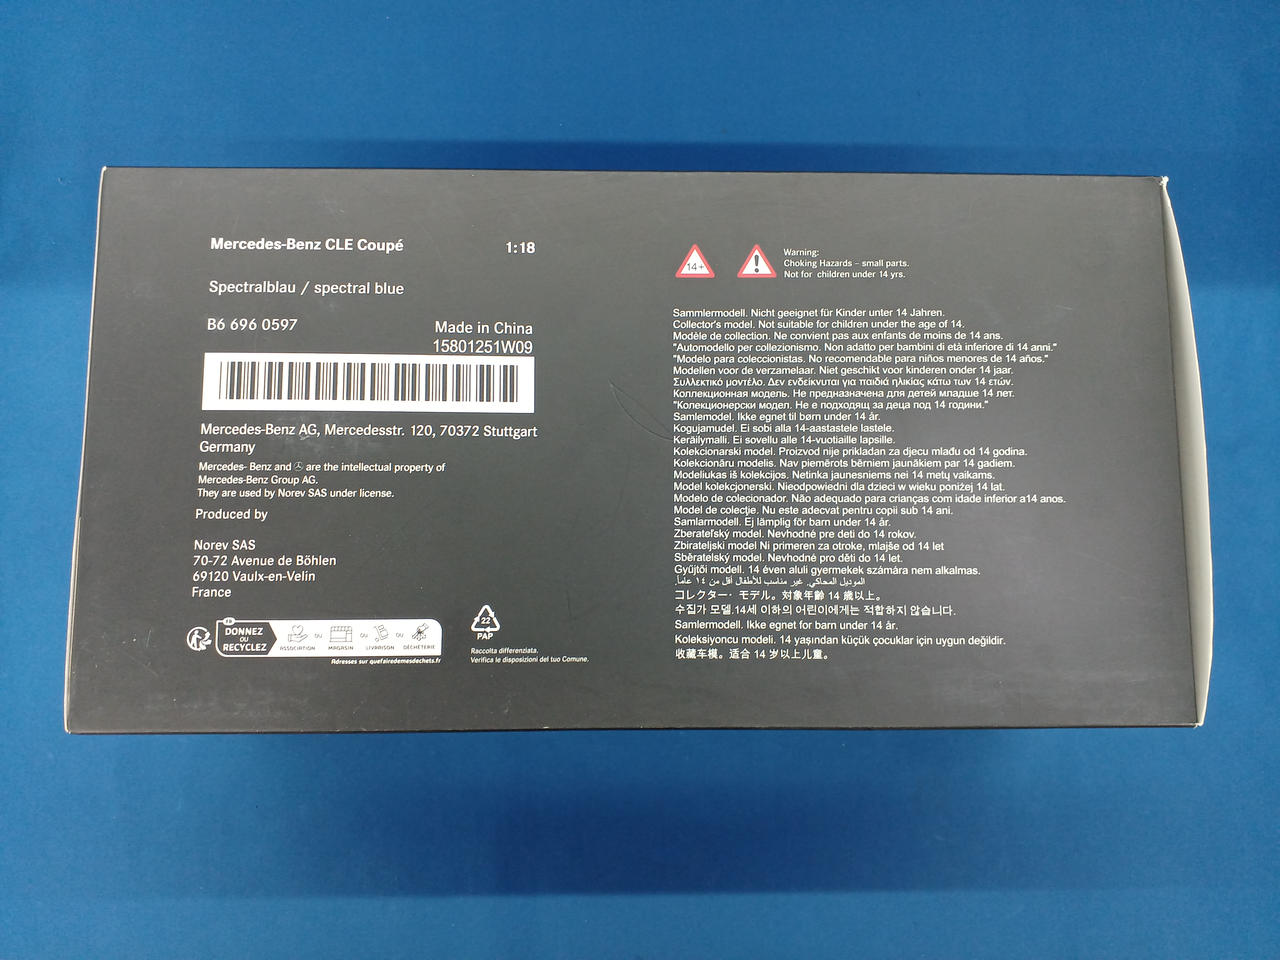 Mercedes-Benz CLE Coupé
1:18
Spectralblau / spectral blue
B6 696 0597
Made in China
15801251W09
Mercedes-Benz AG, Mercedesstr. 120, 70372 Stuttgart
Germany
Mercedes- Benz and are the intellectual property of
Mercedes-Benz Group AG.
They are used by Norev SAS under license.
Produced by
Norev SAS
70-72 Avenue de Böhlen
69120 Vaulx-en-Velin
France
FR
DONNEZ
OU
RECYCLEZ
ASSOCIATION OU MAGASIN OU LIVRAISON OU DÉCHÈTERIE
Adresses sur quefairedemesdechets.fr
22
PAP
Raccolta differenziata.
Verifica le disposizioni del tuo Comune.
14+
Warning:
Choking Hazards – small parts.
Not for children under 14 yrs.
Sammlermodell. Nicht geeignet für Kinder unter 14 Jahren.
Collector's model. Not suitable for children under the age of 14.
Modèle de collection. Ne convient pas aux enfants de moins de 14 ans.
"Automodello per collezionismo. Non adatto per bambini di età inferiore di 14 anni."
"Modelo para coleccionistas. No recomendable para niños menores de 14 años."
Modellen voor de verzamelaar. Niet geschikt voor kinderen onder 14 jaar.
Συλλεκτικό μοντέλο. Δεν ενδείκνυται για παιδιά ηλικίας κάτω των 14 ετών.
Коллекционная модель. Не предназначена для детей младше 14 лет.
"Колекционерски модел. Не е подходящ за деца под 14 години."
Samlemodel. Ikke egnet til børn under 14 år.
Kogujamudel. Ei sobi alla 14-aastastele lastele.
Keräilymalli. Ei sovellu alle 14-vuotiaille lapsille.
Kolekcionarski model. Proizvod nije prikladan za djecu mlađu od 14 godina.
Kolekcionāru modelis. Nav piemērots bērniem jaunākiem par 14 gadiem.
Modeliukas iš kolekcijos. Netinka jaunesniems nei 14 metų vaikams.
Model kolekcjonerski. Nieodpowiedni dla dzieci w wieku poniżej 14 lat.
Modelo de colecionador. Não adequado para crianças com idade inferior a14 anos.
Model de colecţie. Nu este adecvat pentru copii sub 14 ani.
Samlarmodell. Ej lämplig för barn under 14 år.
Zberateľský model. Nevhodné pre deti do 14 rokov.
Zbirateljski model Ni primeren za otroke, mlajše od 14 let
Sběratelský model. Nevhodné pro děti do 14 let.
Gyűjtői modell. 14 éven aluli gyermekek számára nem alkalmas.
الموديل المحاكي. غير مناسب للأطفال أقل من ١٤ عاماً.
コレクター・モデル。対象年齢 14 歳以上。
수집가 모델.14세 이하의 어린이에게는 적합하지 않습니다.
Samlermodell. Ikke egnet for barn under 14 år.
Koleksiyoncu modeli. 14 yaşından küçük çocuklar için uygun değildir.
收藏车模。适合 14 岁以上儿童。